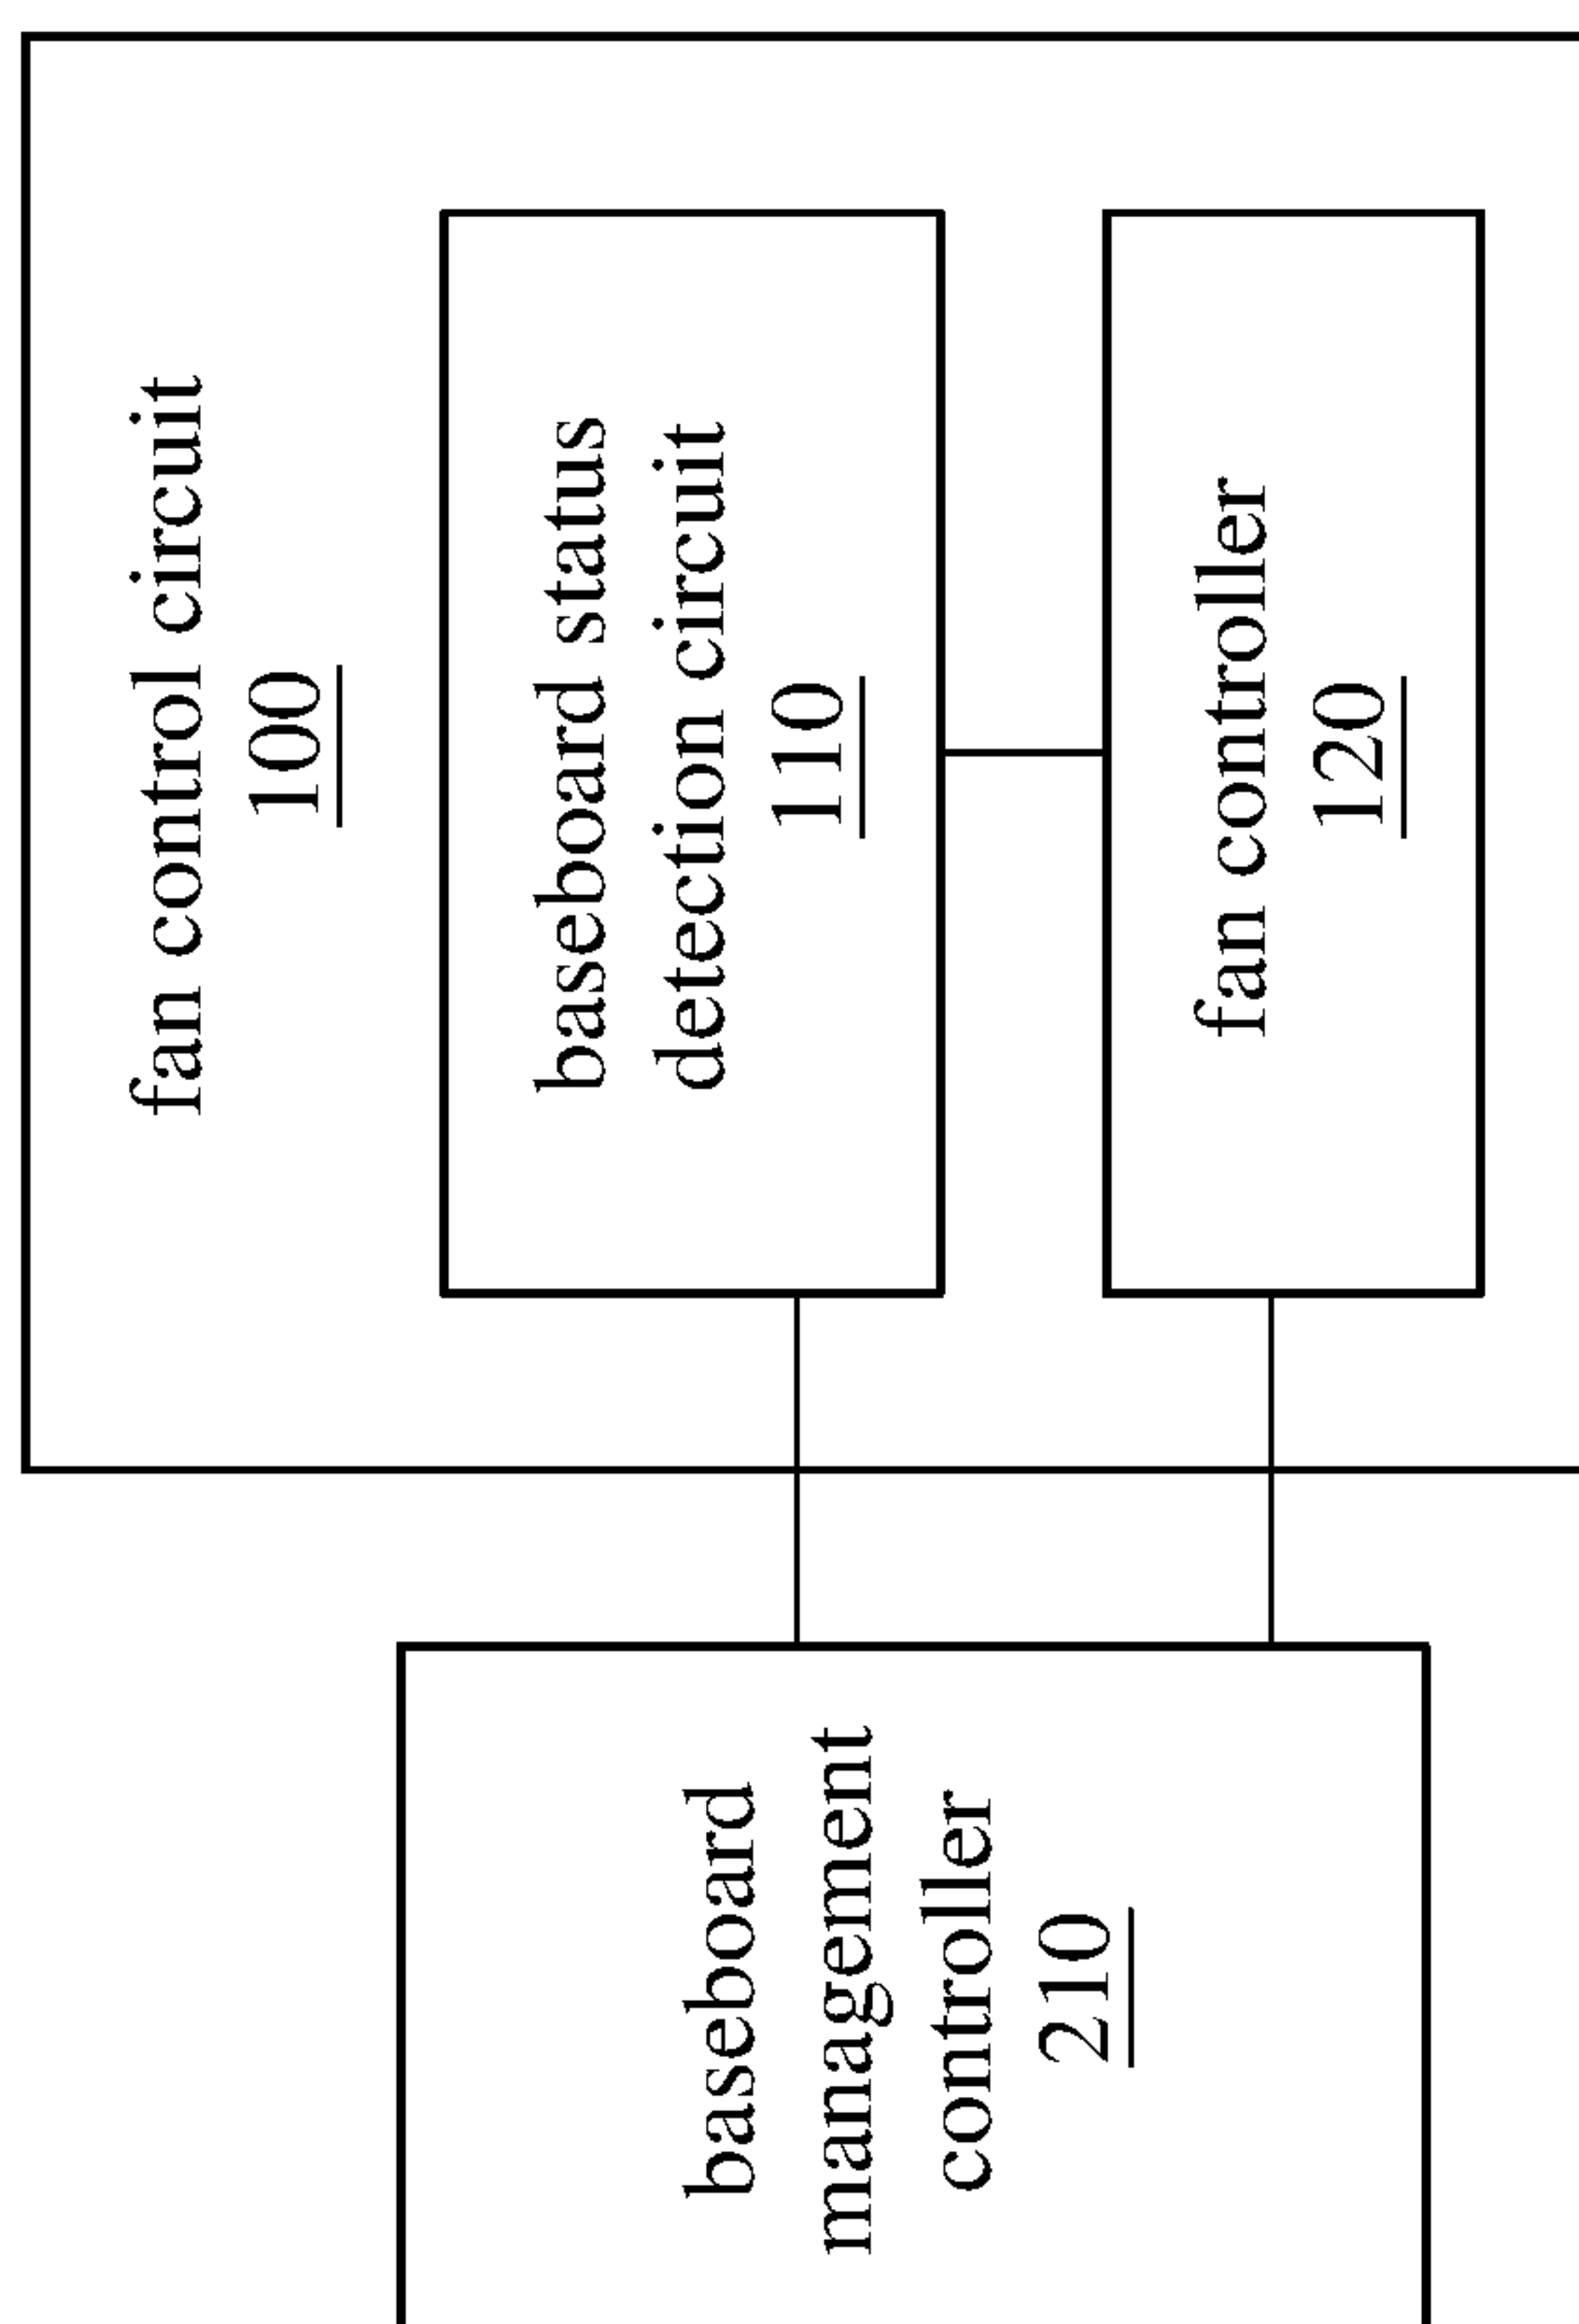 fan control circuit
100
baseboard status
detection circuit
110
fan controller
120
baseboard
management
controller
210